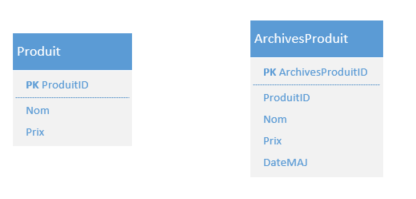 Produit
PK ProduitID
Nom
Prix
ArchivesProduit
PK ArchivesProduitID
ProduitID
Nom
Prix
DateMAJ